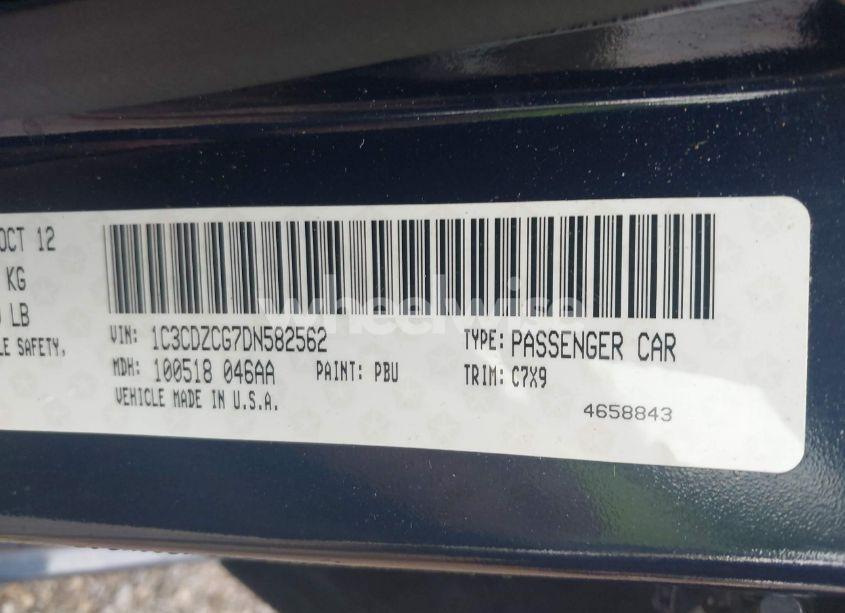 OCT 12
KG
LB
LE SAFETY,
VIN: 1C3CDZCG7DN582562
TYPE: PASSENGER CAR
MDH: 100518 046AA
PAINT: PBU
TRIM: C7X9
VEHICLE MADE IN U.S.A.
4658843
wheelwise